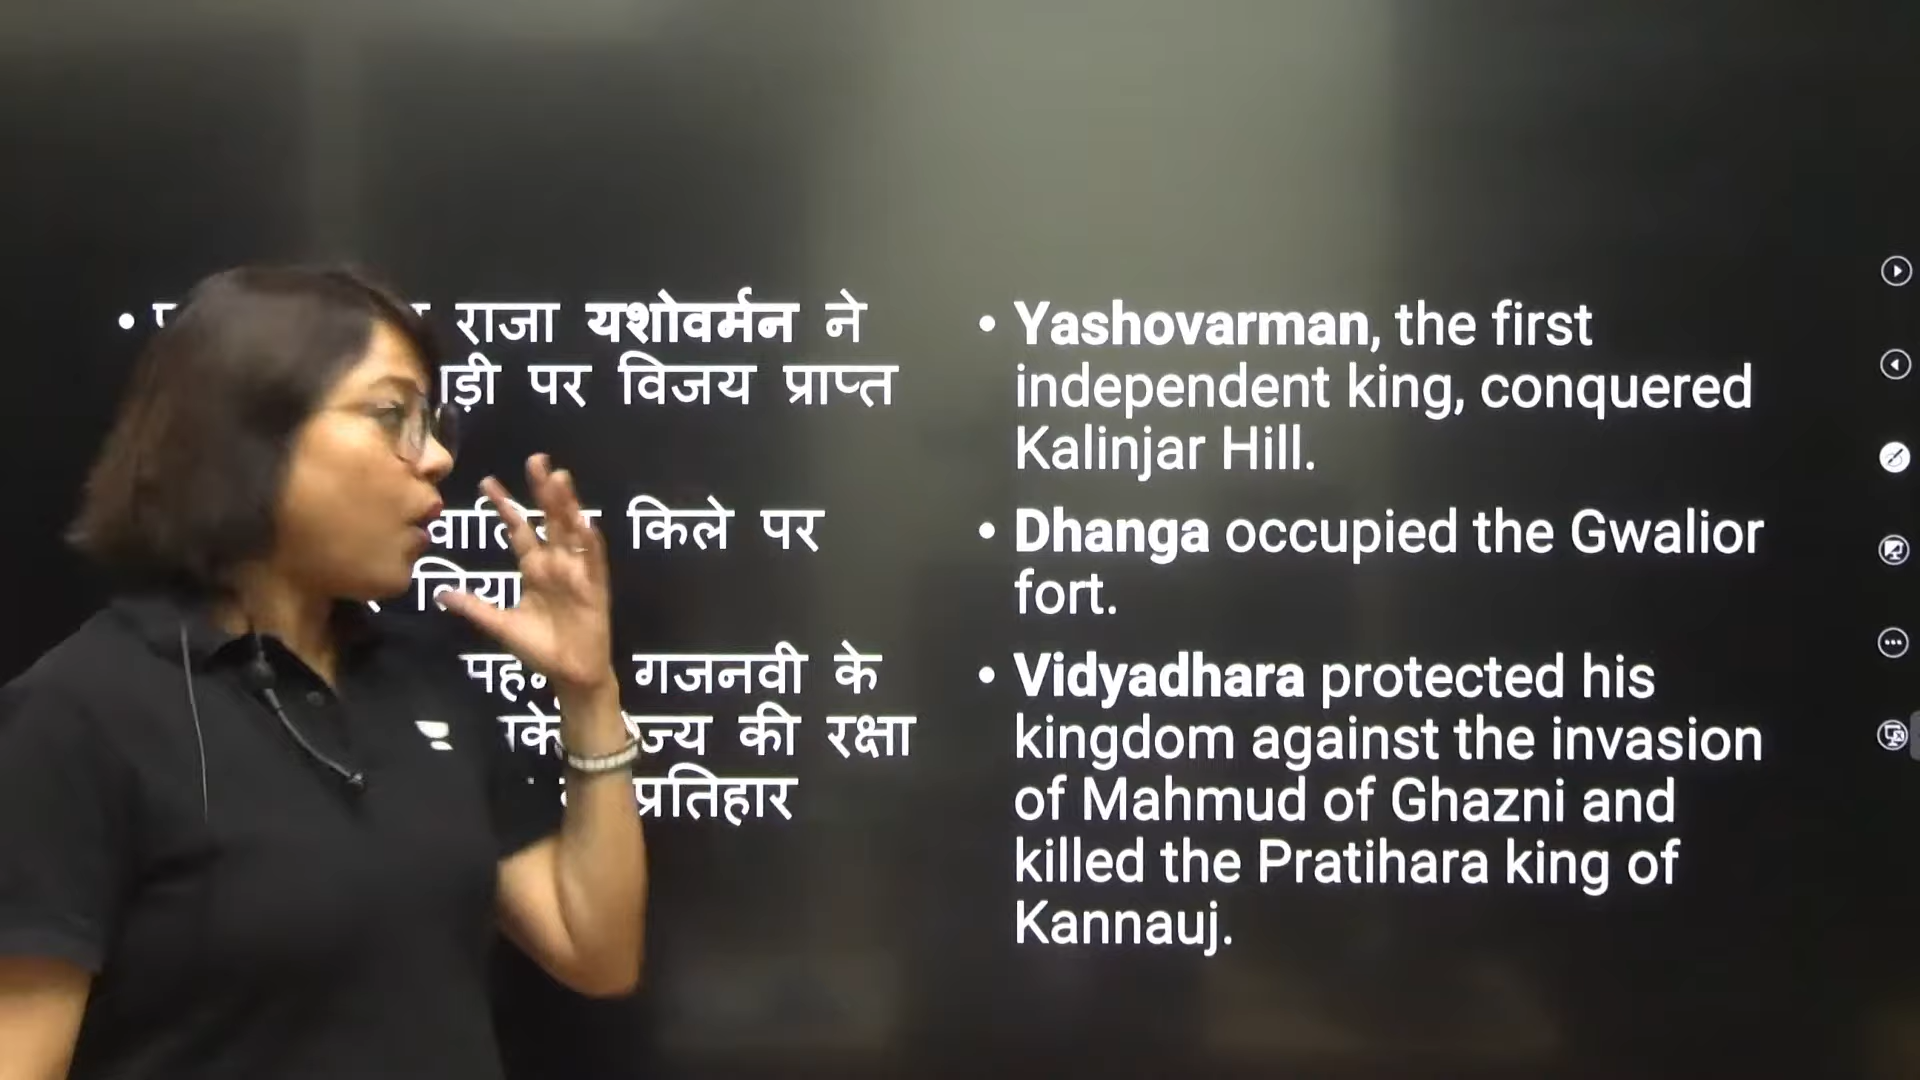 राजा यशोवर्मन ने
पर विजय प्राप्त
किले पर
गजनवी के
की रक्षा
प्रतिहार
• Yashovarman, the first
independent king, conquered
Kalinjar Hill.
• Dhanga occupied the Gwalior
fort.
• Vidyadhara protected his
kingdom against the invasion
of Mahmud of Ghazni and
killed the Pratihara king of
Kannauj.